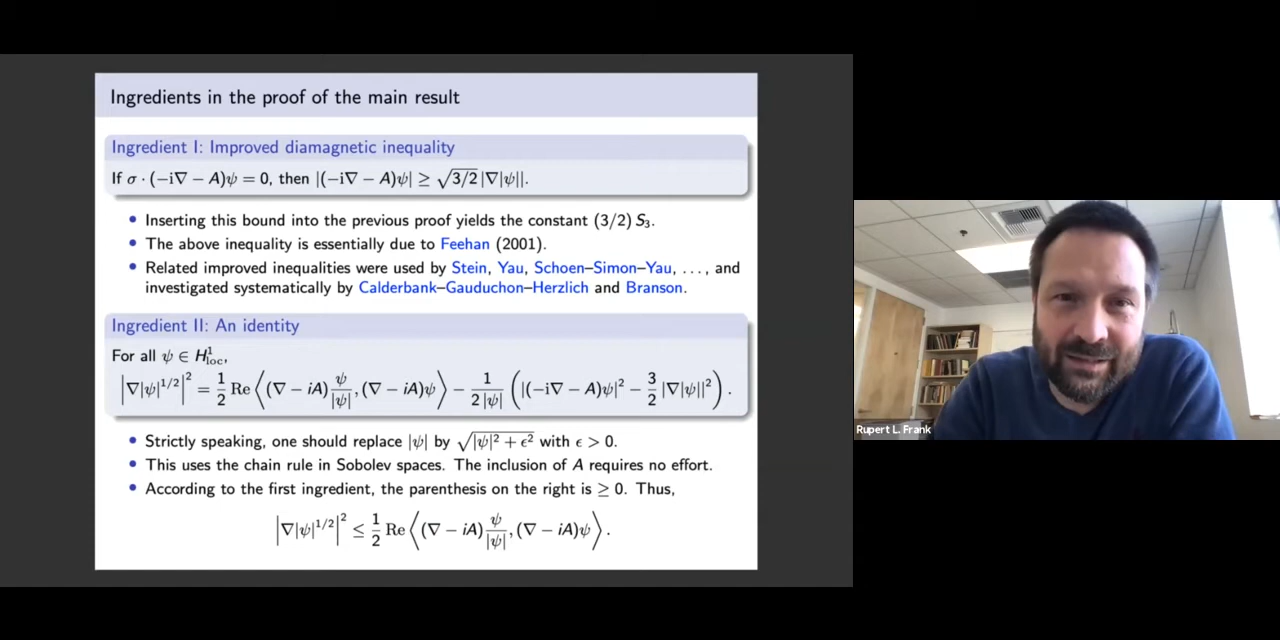 Ingredients in the proof of the main result
Ingredient I: Improved diamagnetic inequality
If σ · (−i∇ − A)ψ = 0, then |(−i∇ − A)ψ| ≥ √3/2 |∇|ψ||.
• Inserting this bound into the previous proof yields the constant (3/2) S₃.
• The above inequality is essentially due to Feehan (2001).
• Related improved inequalities were used by Stein, Yau, Schoen–Simon–Yau, ..., and
investigated systematically by Calderbank–Gauduchon–Herzlich and Branson.
Ingredient II: An identity
For all ψ ∈ H¹loc,
|∇|ψ|^{1/2}|² = 1/2 Re ⟨(∇ − iA) ψ/|ψ|, (∇ − iA)ψ⟩ − 1/(2|ψ|) (|(−i∇ − A)ψ|² − 3/2 |∇|ψ||²).
• Strictly speaking, one should replace |ψ| by √|ψ|² + ϵ² with ϵ > 0.
• This uses the chain rule in Sobolev spaces. The inclusion of A requires no effort.
• According to the first ingredient, the parenthesis on the right is ≥ 0. Thus,
|∇|ψ|^{1/2}|² ≤ 1/2 Re ⟨(∇ − iA) ψ/|ψ|, (∇ − iA)ψ⟩.
Rupert L. Frank